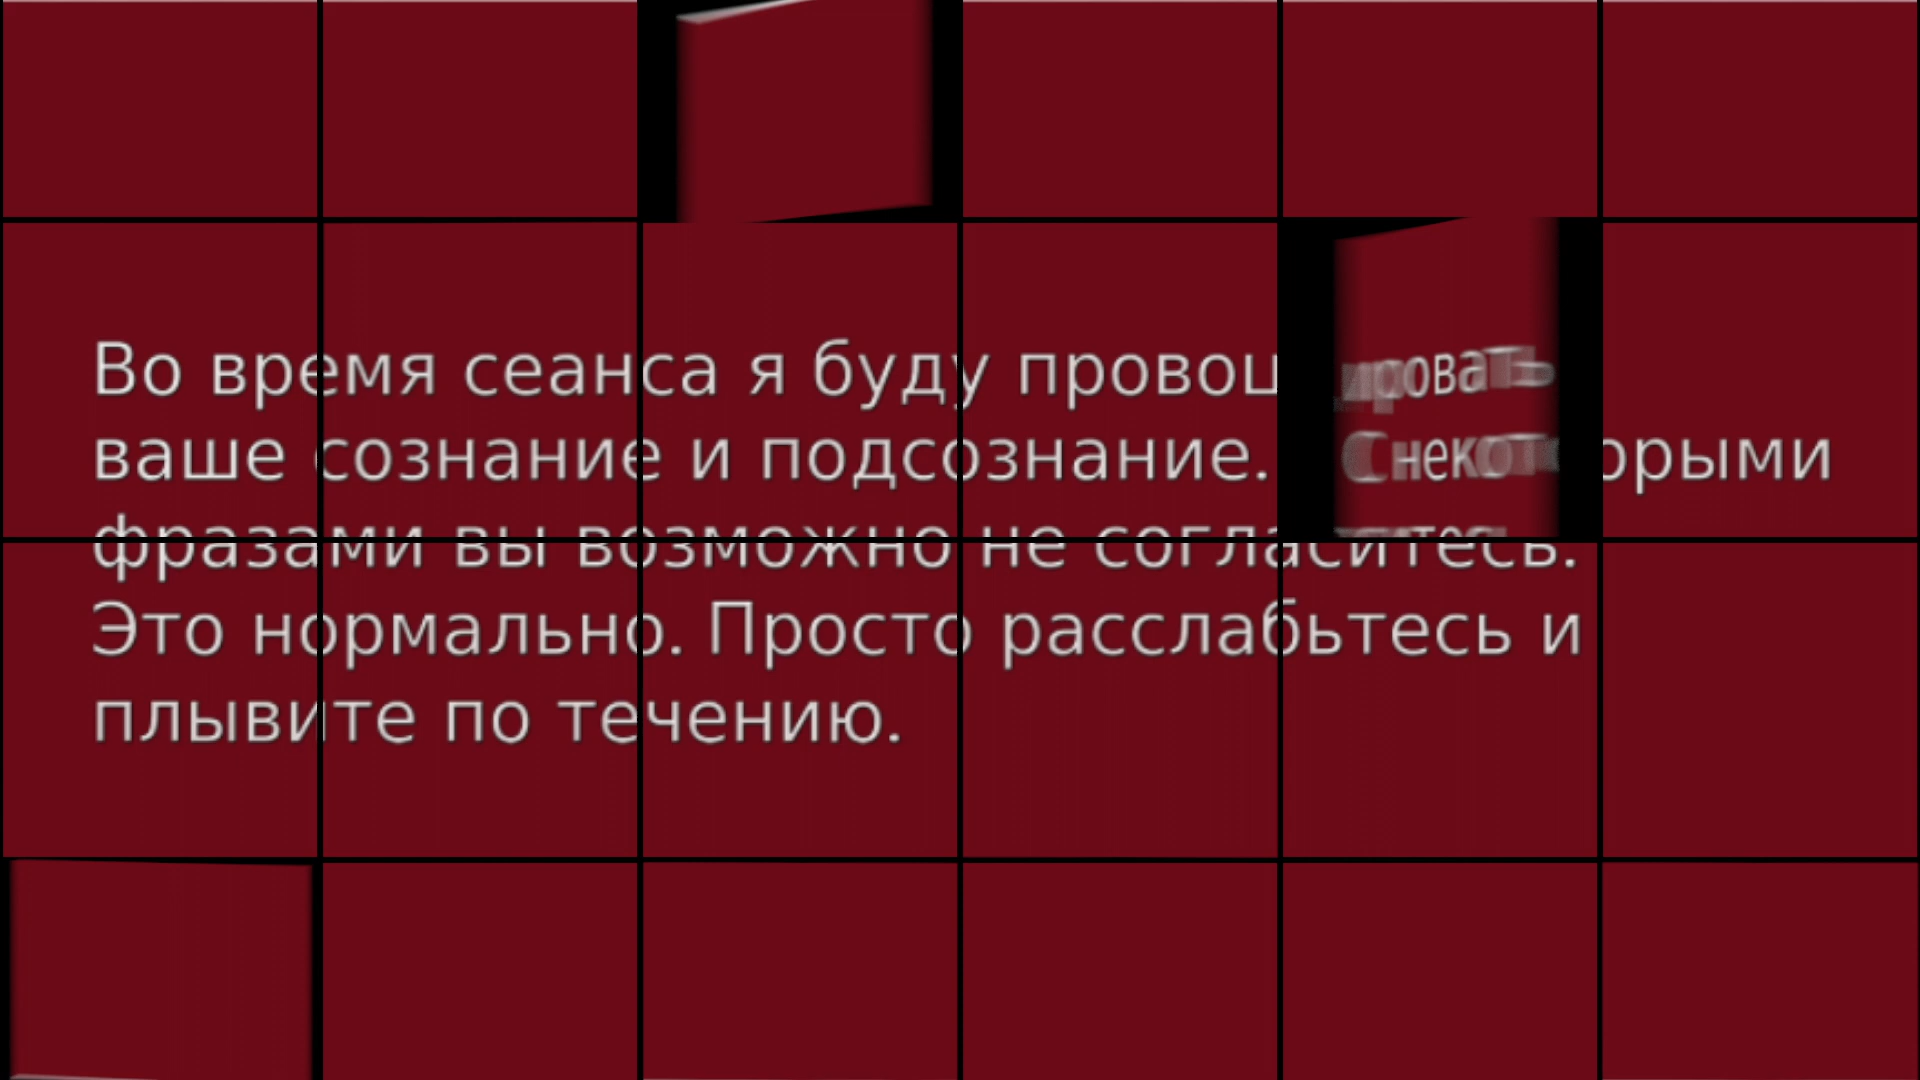 Во время сеанса я буду провоцировать
ваше сознание и подсознание. С некоторыми
фразами вы возможно не согласитесь.
Это нормально. Просто расслабьтесь и
плывите по течению.